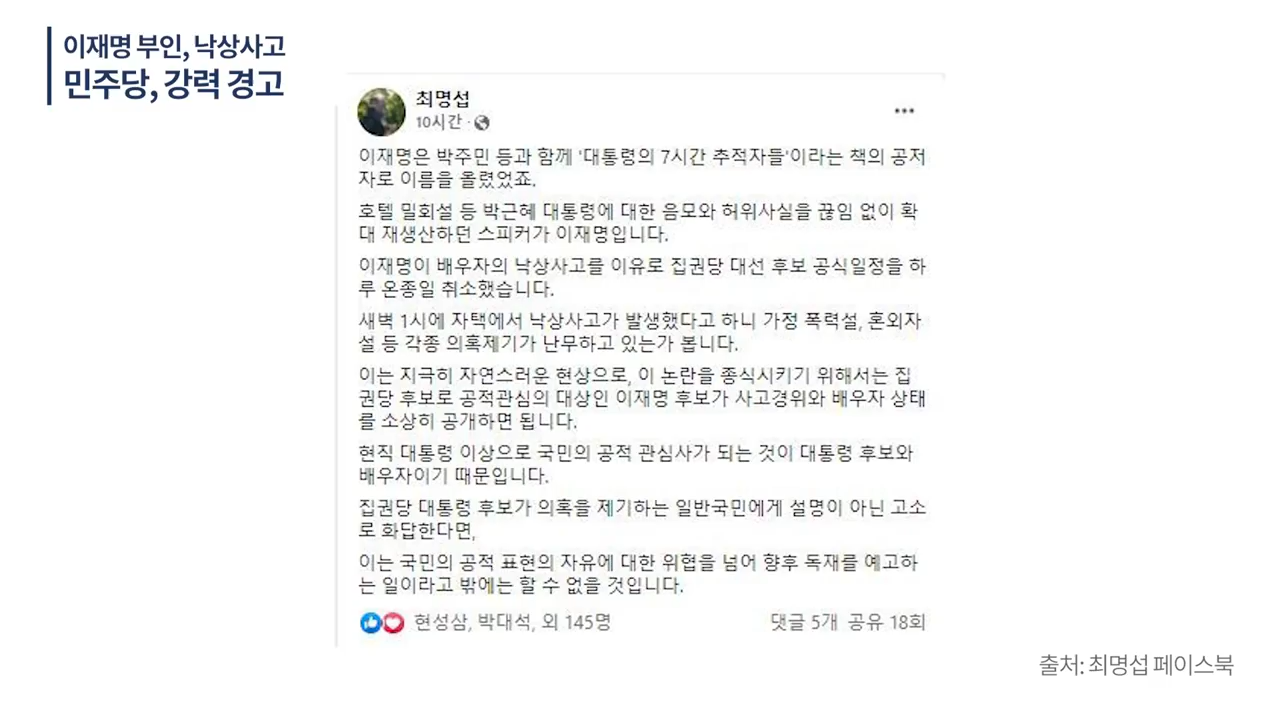 이재명 부인, 낙상사고
민주당, 강력 경고
최명섭
10시간 ·
이재명은 박주민 등과 함께 '대통령의 7시간 추적자들'이라는 책의 공저
자로 이름을 올렸었죠.
호텔 밀회설 등 박근혜 대통령에 대한 음모와 허위사실을 끊임 없이 확
대 재생산하던 스피커가 이재명입니다.
이재명이 배우자의 낙상사고를 이유로 집권당 대선 후보 공식일정을 하
루 온종일 취소했습니다.
새벽 1시에 자택에서 낙상사고가 발생했다고 하니 가정 폭력설, 혼외자
설 등 각종 의혹제기가 난무하고 있는가 봅니다.
이는 지극히 자연스러운 현상으로, 이 논란을 종식시키기 위해서는 집
권당 후보로 공적관심의 대상인 이재명 후보가 사고경위와 배우자 상태
를 소상히 공개하면 됩니다.
현직 대통령 이상으로 국민의 공적 관심사가 되는 것이 대통령 후보와
배우자이기 때문입니다.
집권당 대통령 후보가 의혹을 제기하는 일반국민에게 설명이 아닌 고소
로 화답한다면,
이는 국민의 공적 표현의 자유에 대한 위협을 넘어 향후 독재를 예고하
는 일이라고 밖에는 할 수 없을 것입니다.
현성삼, 박대석, 외 145명
댓글 5개 공유 18회
출처: 최명섭 페이스북